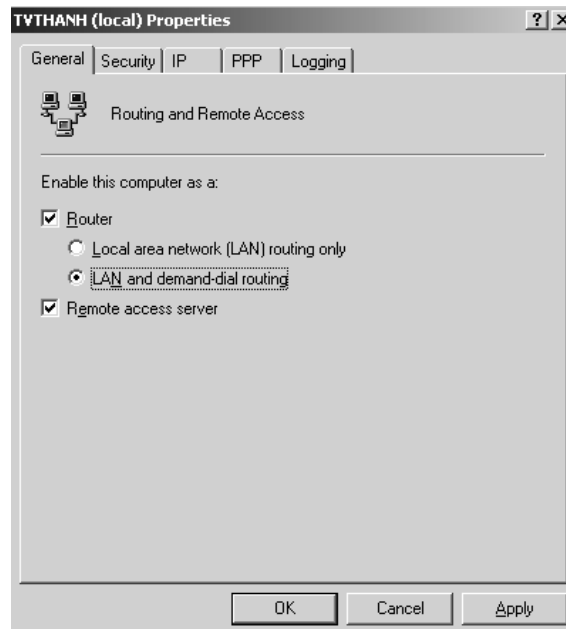 TVTHANH (local) Properties
General Security IP PPP Logging
Routing and Remote Access
Enable this computer as a:
Router
Local area network (LAN) routing only
LAN and demand-dial routing
Remote access server
OK Cancel Apply